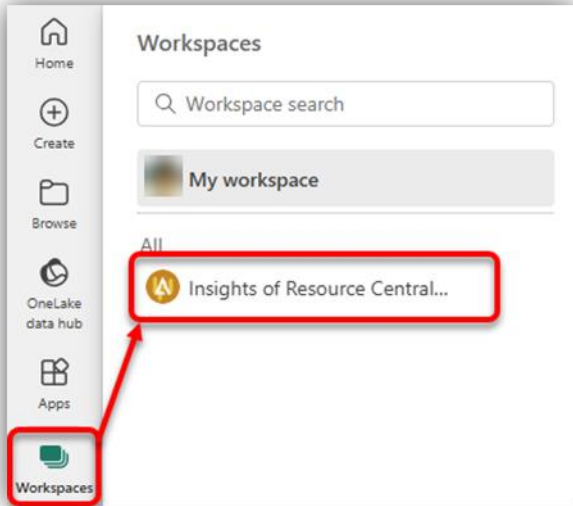 Home
Create
Browse
OneLake
data hub
Apps
Workspaces
Workspaces
Workspace search
My workspace
All
Insights of Resource Central...